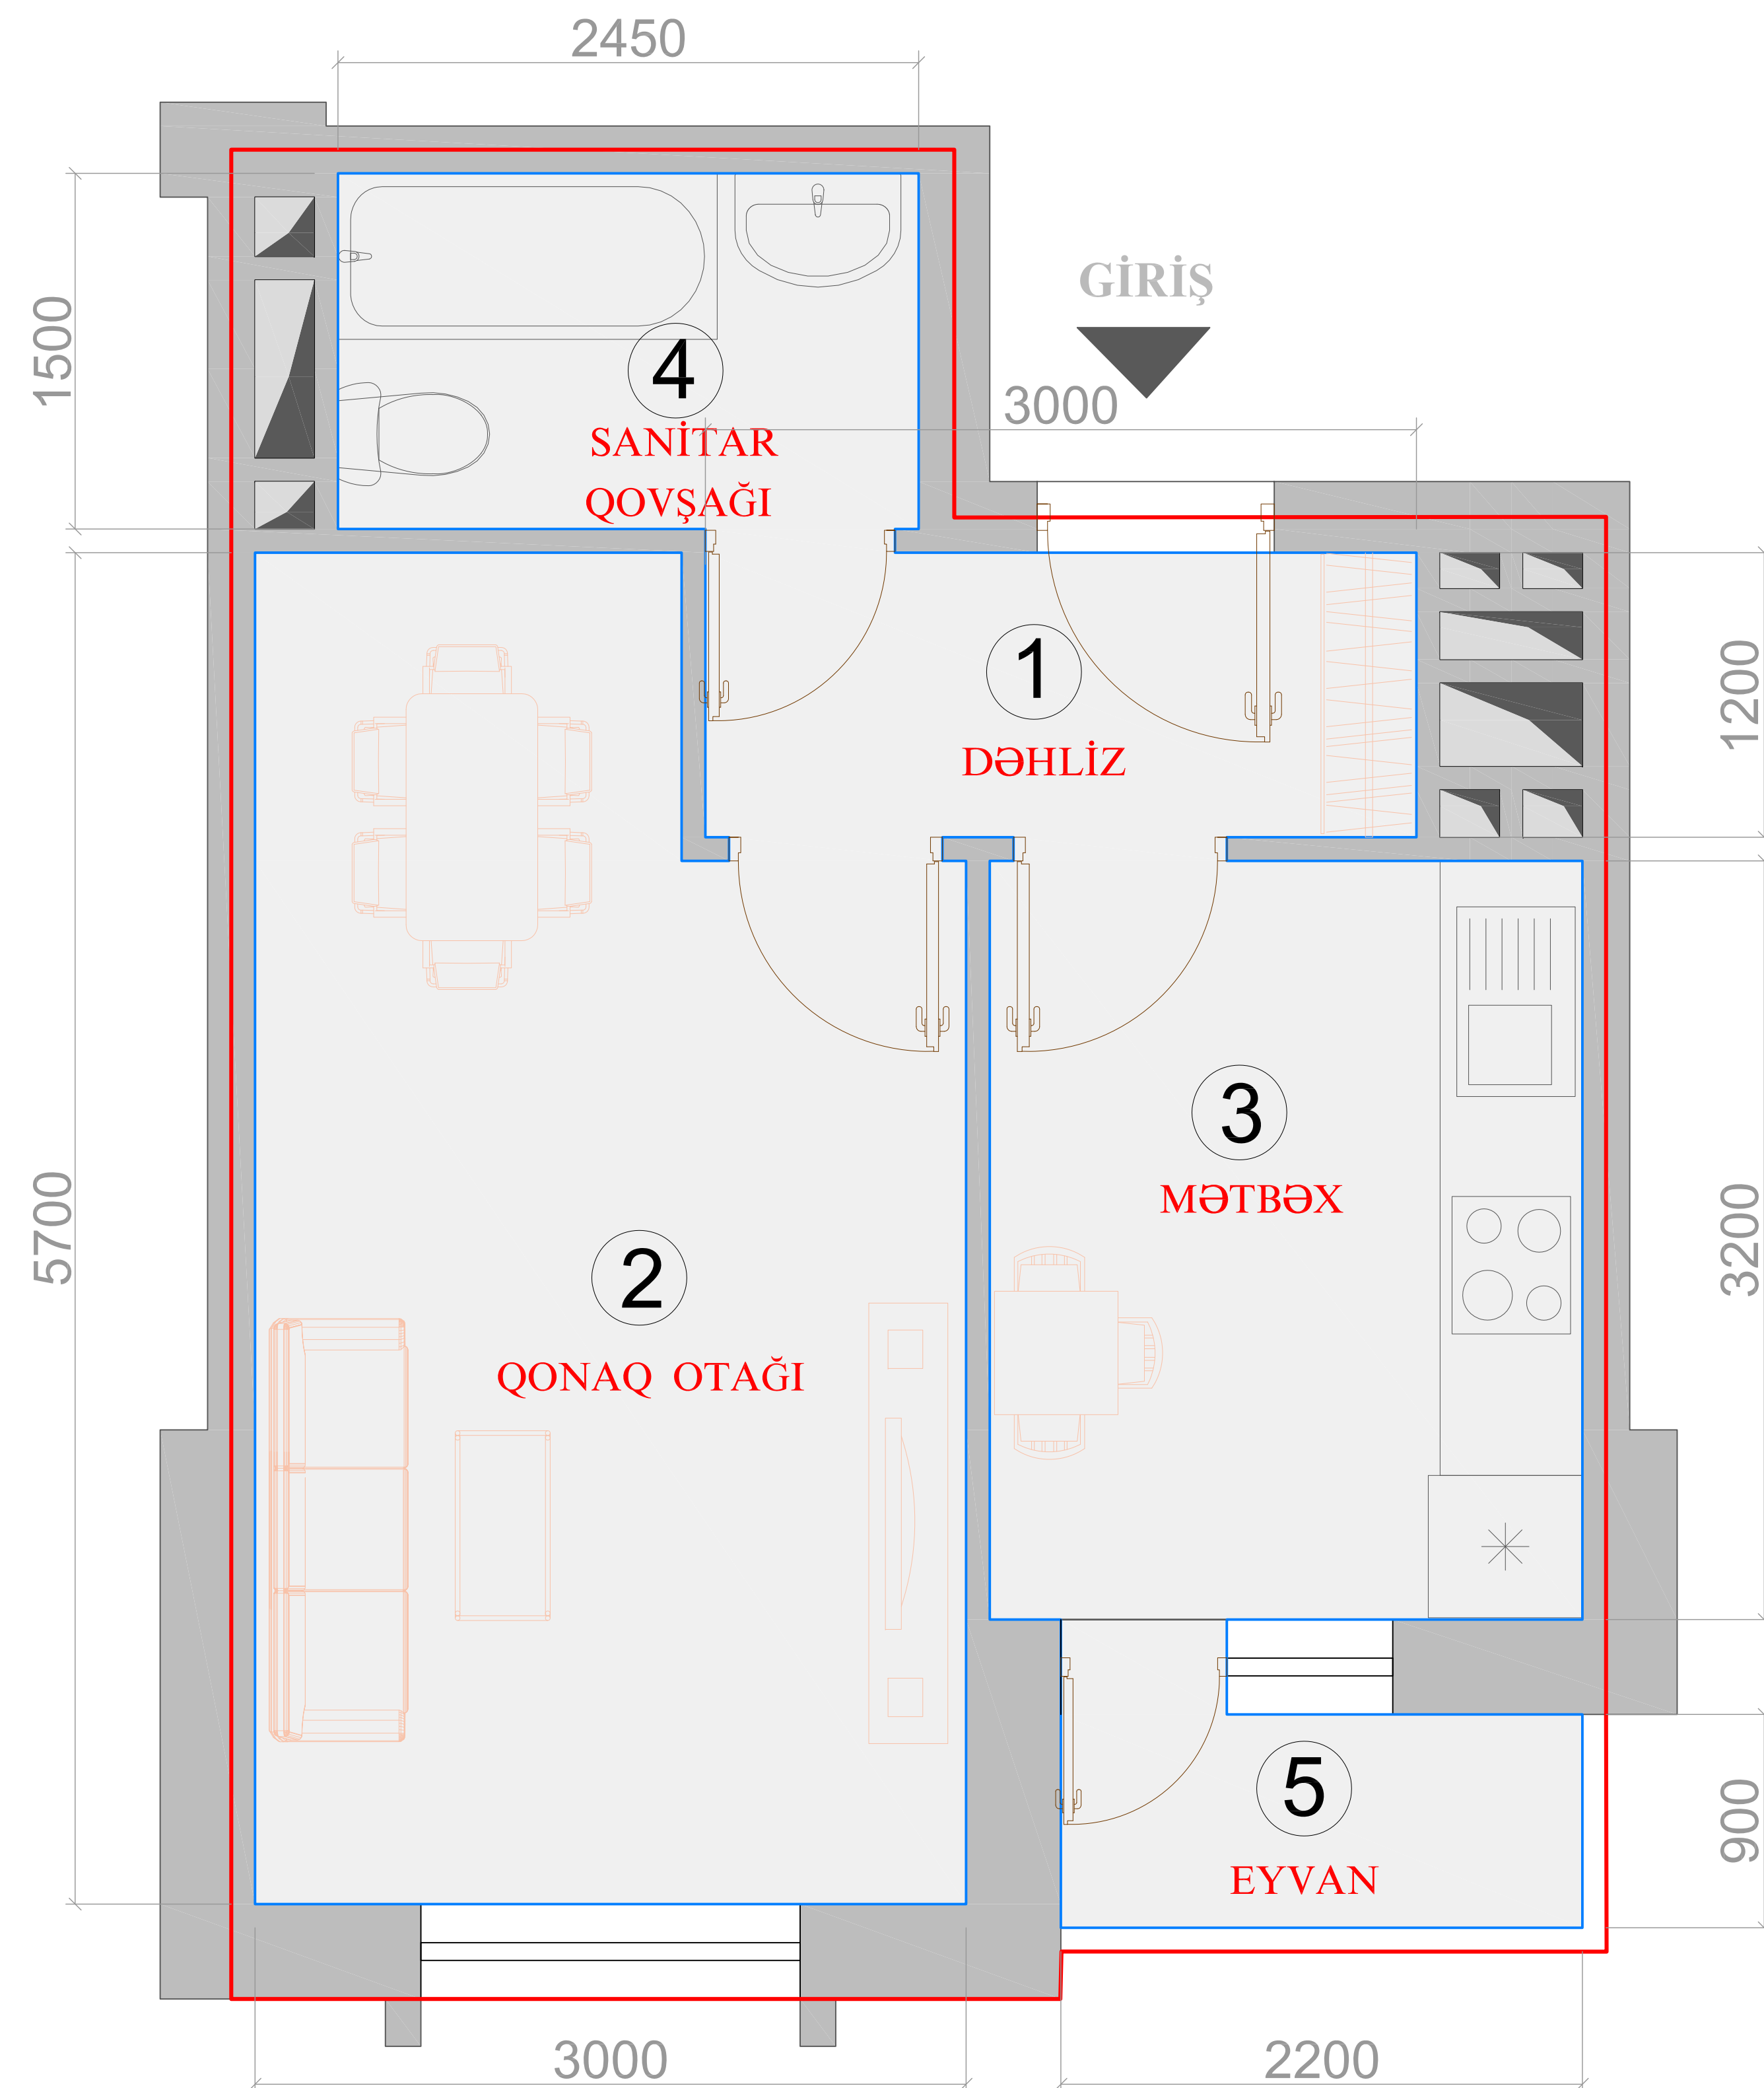 2450
GİRİŞ
1500
3000
4
SANİTAR
QOVŞAĞI
1
DƏHLİZ
1200
3
MƏTBƏX
5700
3200
2
QONAQ OTAĞI
5
EYVAN
900
3000
2200